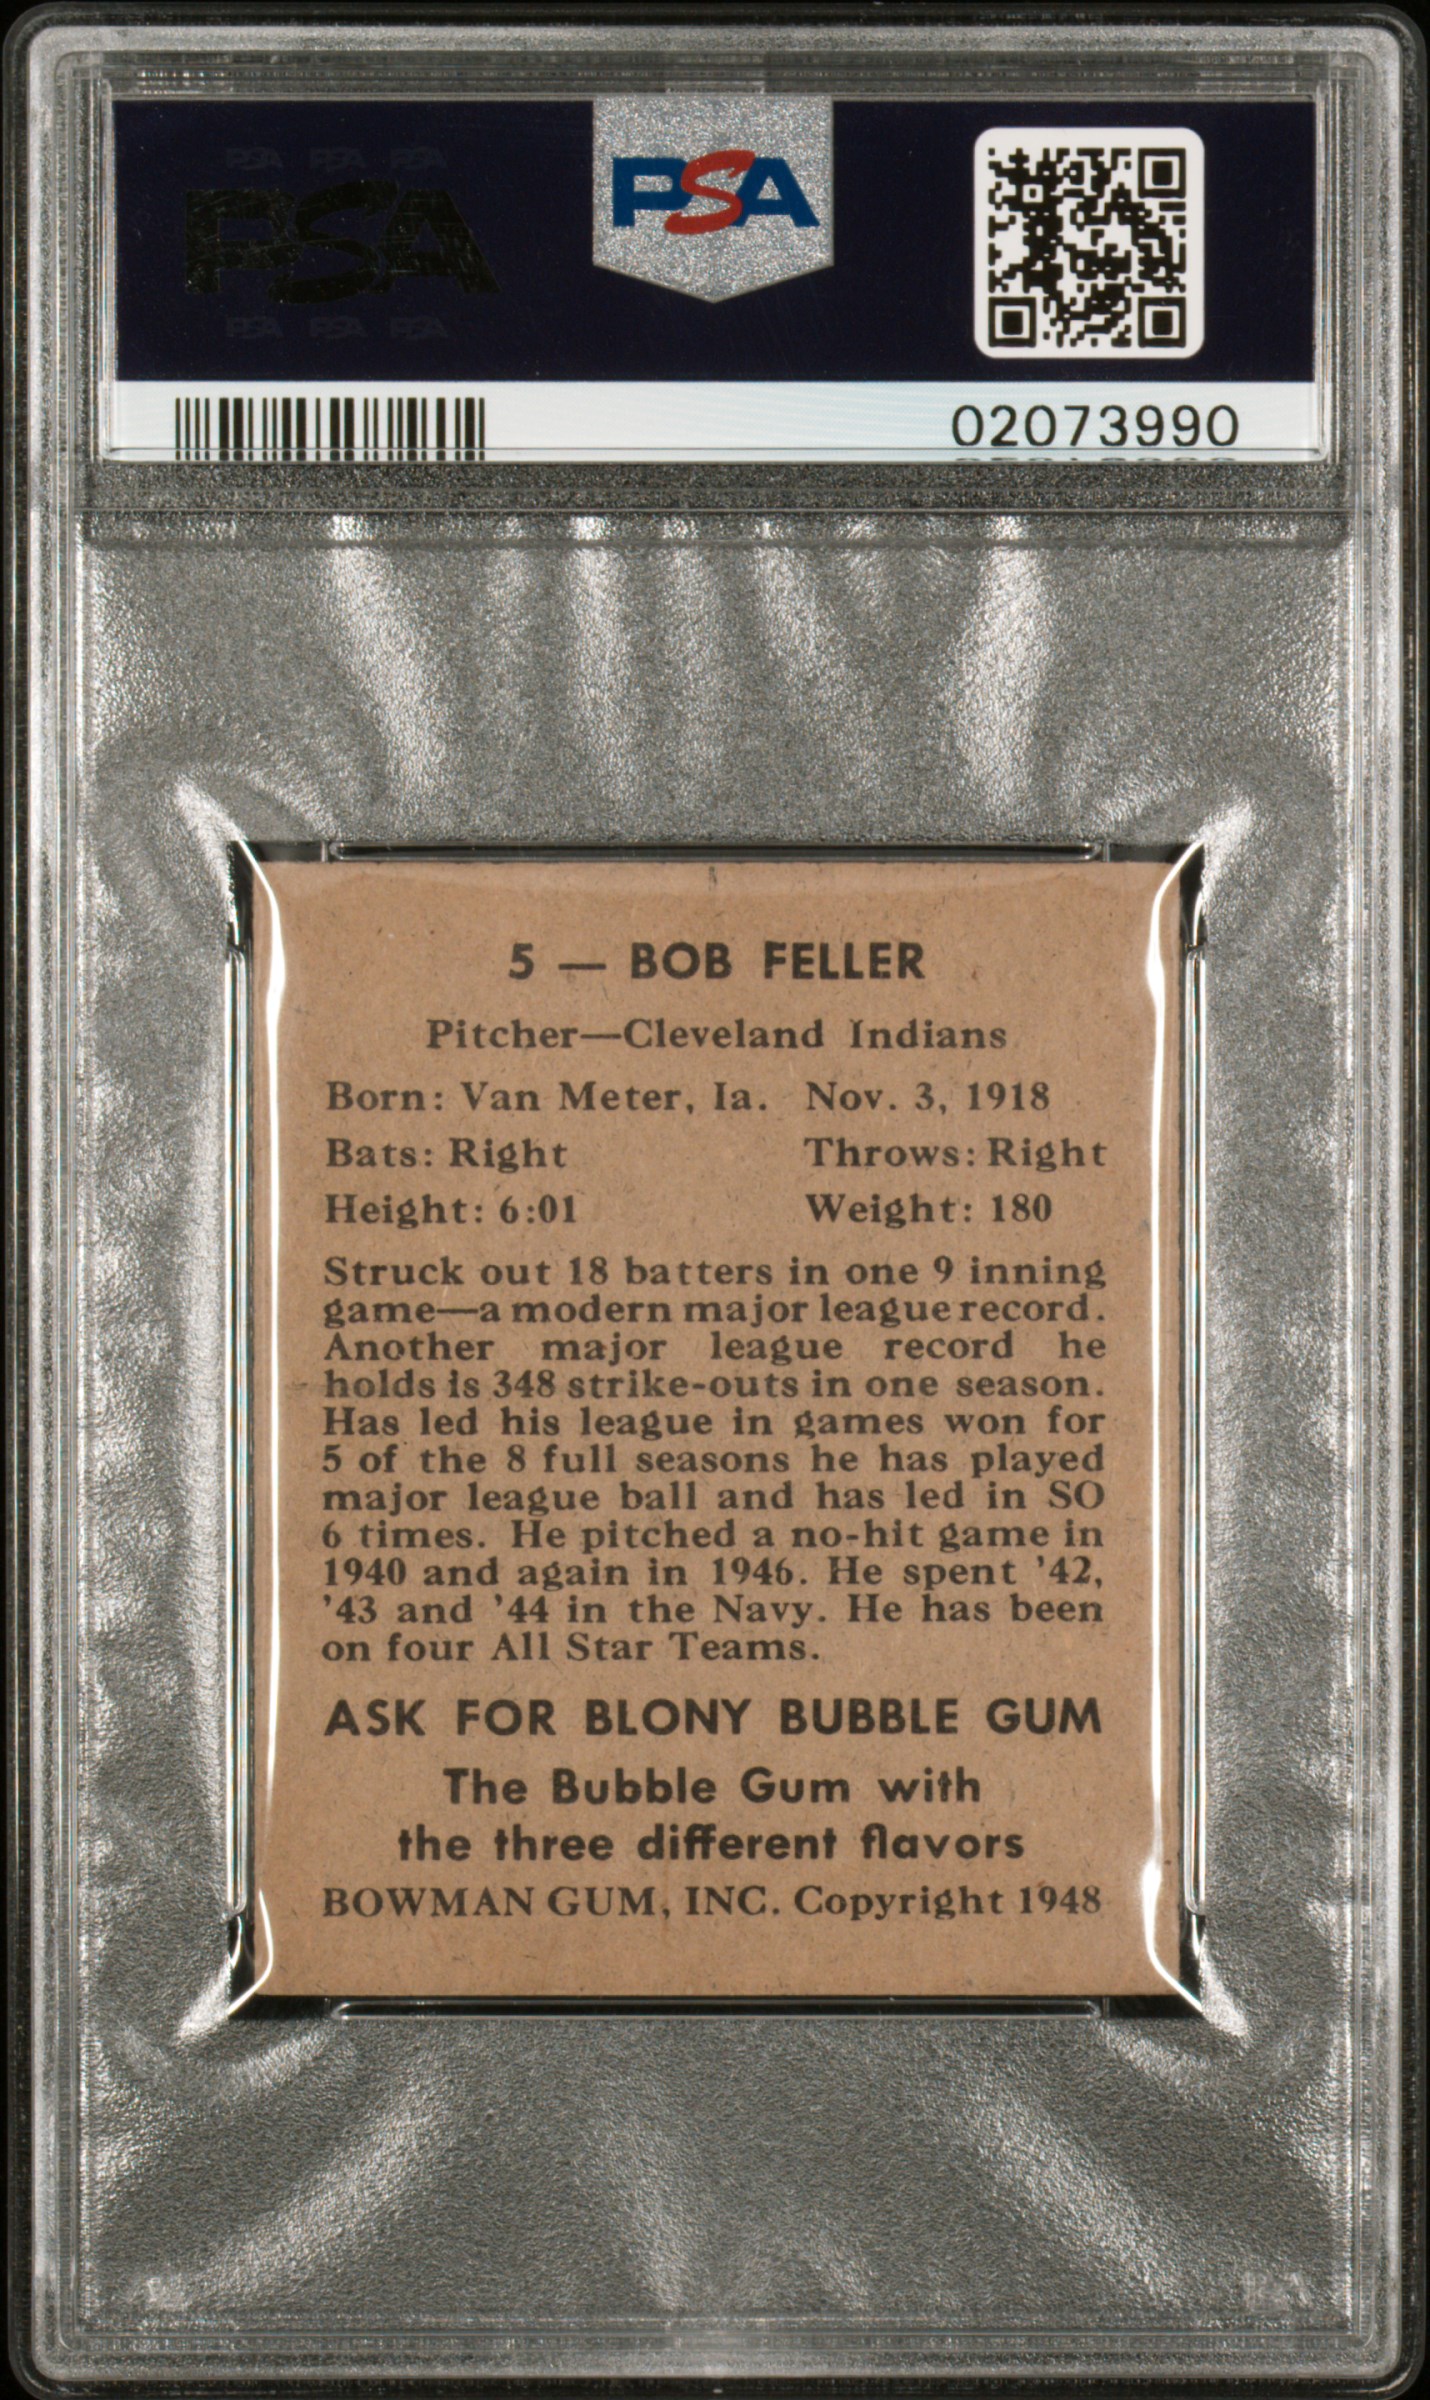 PSA PSA PSA
PSA
PSA PSA PSA
PSA
02073990
5 — BOB FELLER
Pitcher—Cleveland Indians
Born: Van Meter, Ia. Nov. 3, 1918
Bats: Right Throws: Right
Height: 6:01 Weight: 180
Struck out 18 batters in one 9 inning
game—a modern major league record.
Another major league record he
holds is 348 strike-outs in one season.
Has led his league in games won for
5 of the 8 full seasons he has played
major league ball and has led in SO
6 times. He pitched a no-hit game in
1940 and again in 1946. He spent '42,
'43 and '44 in the Navy. He has been
on four All Star Teams.
ASK FOR BLONY BUBBLE GUM
The Bubble Gum with
the three different flavors
BOWMAN GUM, INC. Copyright 1948